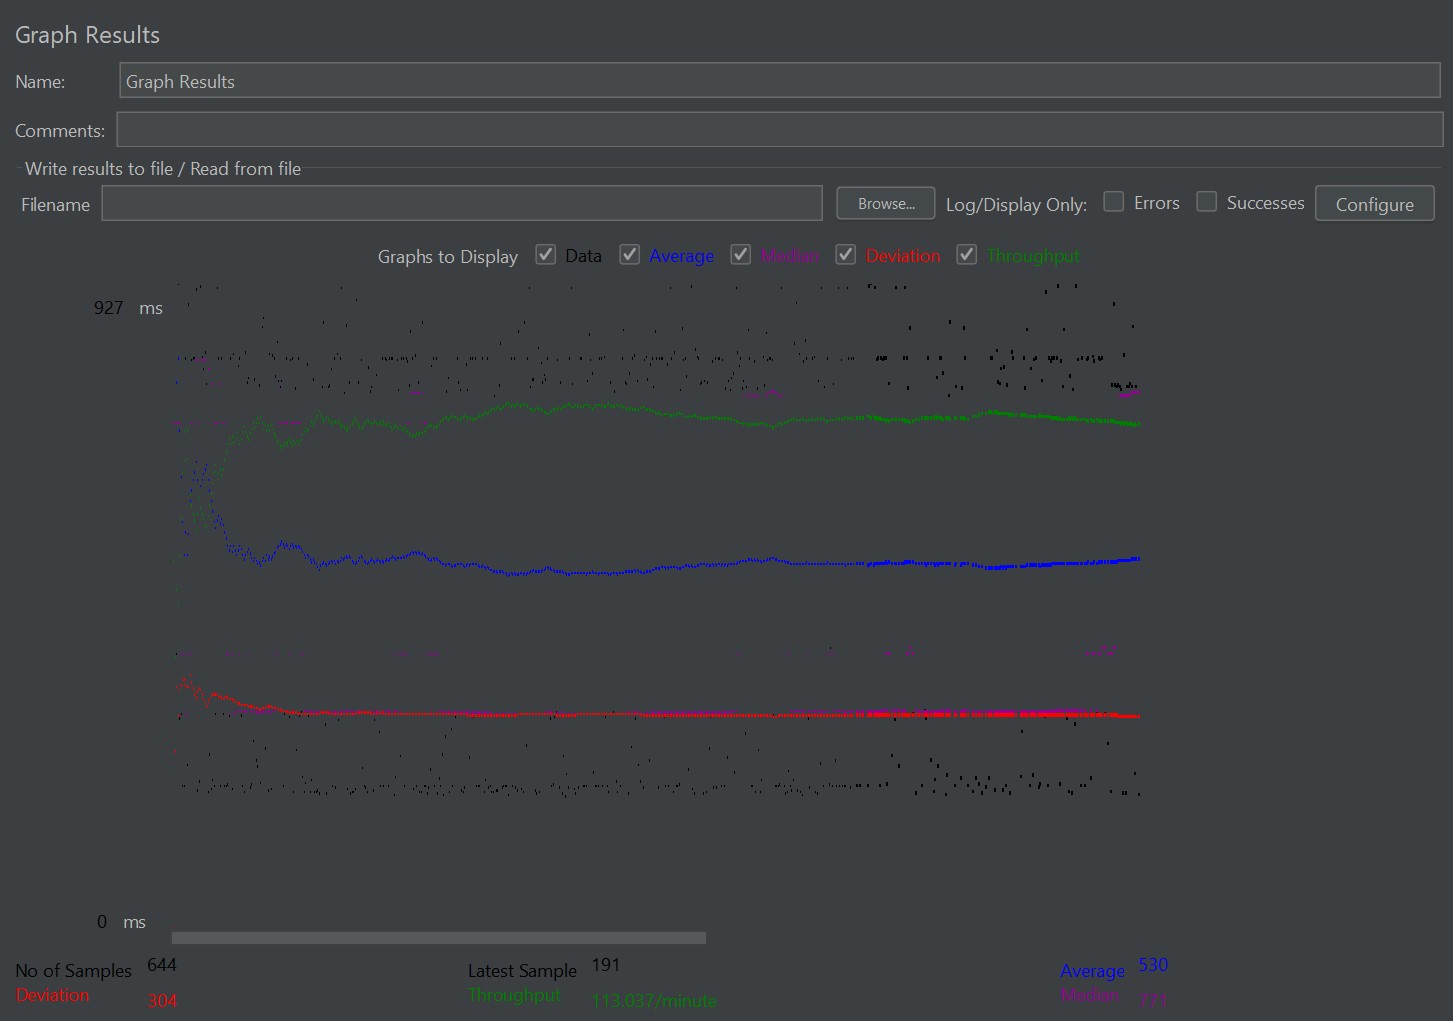 Graph Results
Name: Graph Results
Comments:
Write results to file / Read from file
Filename Browse... Log/Display Only: Errors Successes Configure
Graphs to Display Data Average Median Deviation Throughput
927 ms
0 ms
No of Samples 644 Latest Sample 191 Average 530
Deviation 304 Throughput 113.037/minute Median 771